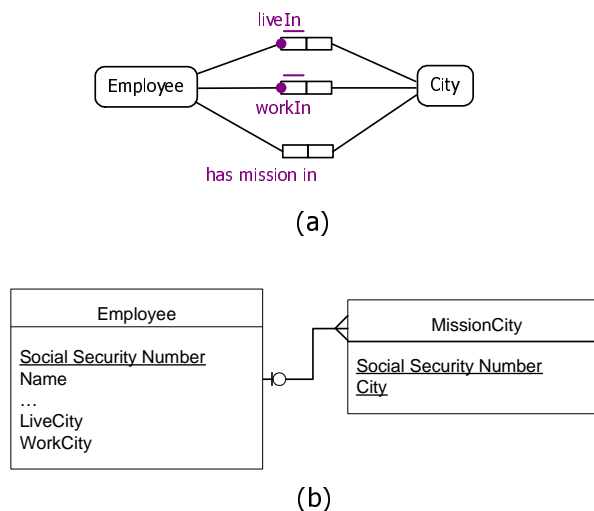 liveIn
Employee
City
workIn
has mission in
(a)
Employee
Social Security Number
Name
...
LiveCity
WorkCity
MissionCity
Social Security Number
City
(b)